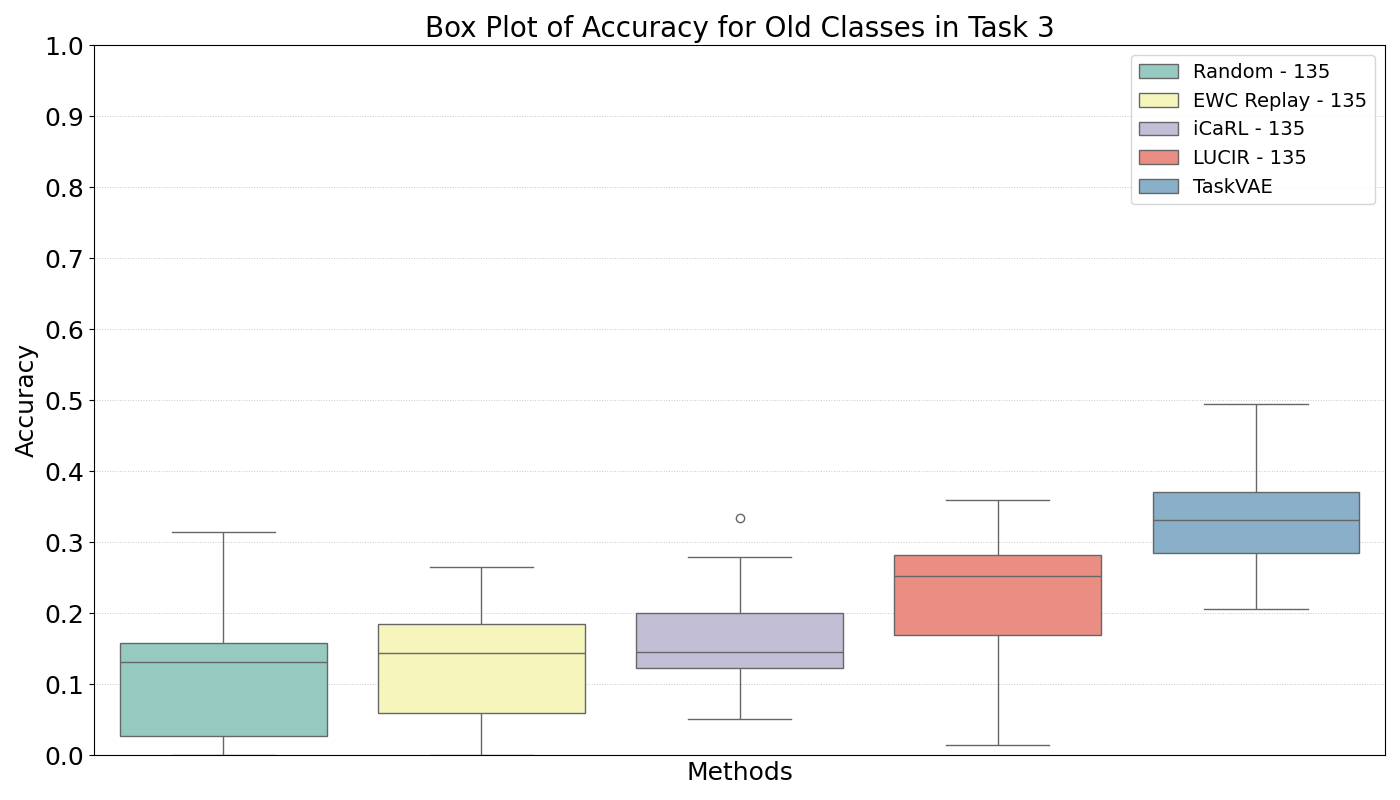 Box Plot of Accuracy for Old Classes in Task 3
1.0
0.9
0.8
0.7
0.6
0.5
0.4
0.3
0.2
0.1
0.0
Accuracy
Methods
Random - 135
EWC Replay - 135
iCaRL - 135
LUCIR - 135
TaskVAE